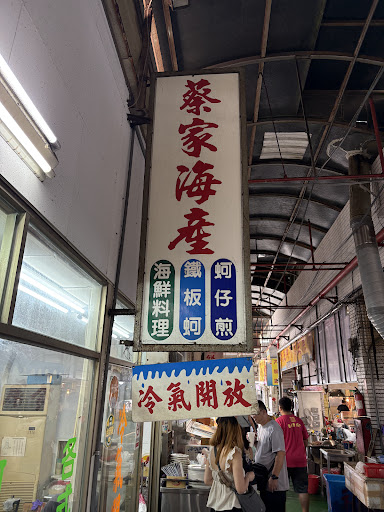 蔡家海產
海鮮料理
鐵板蚵
蚵仔煎
冷氣開放